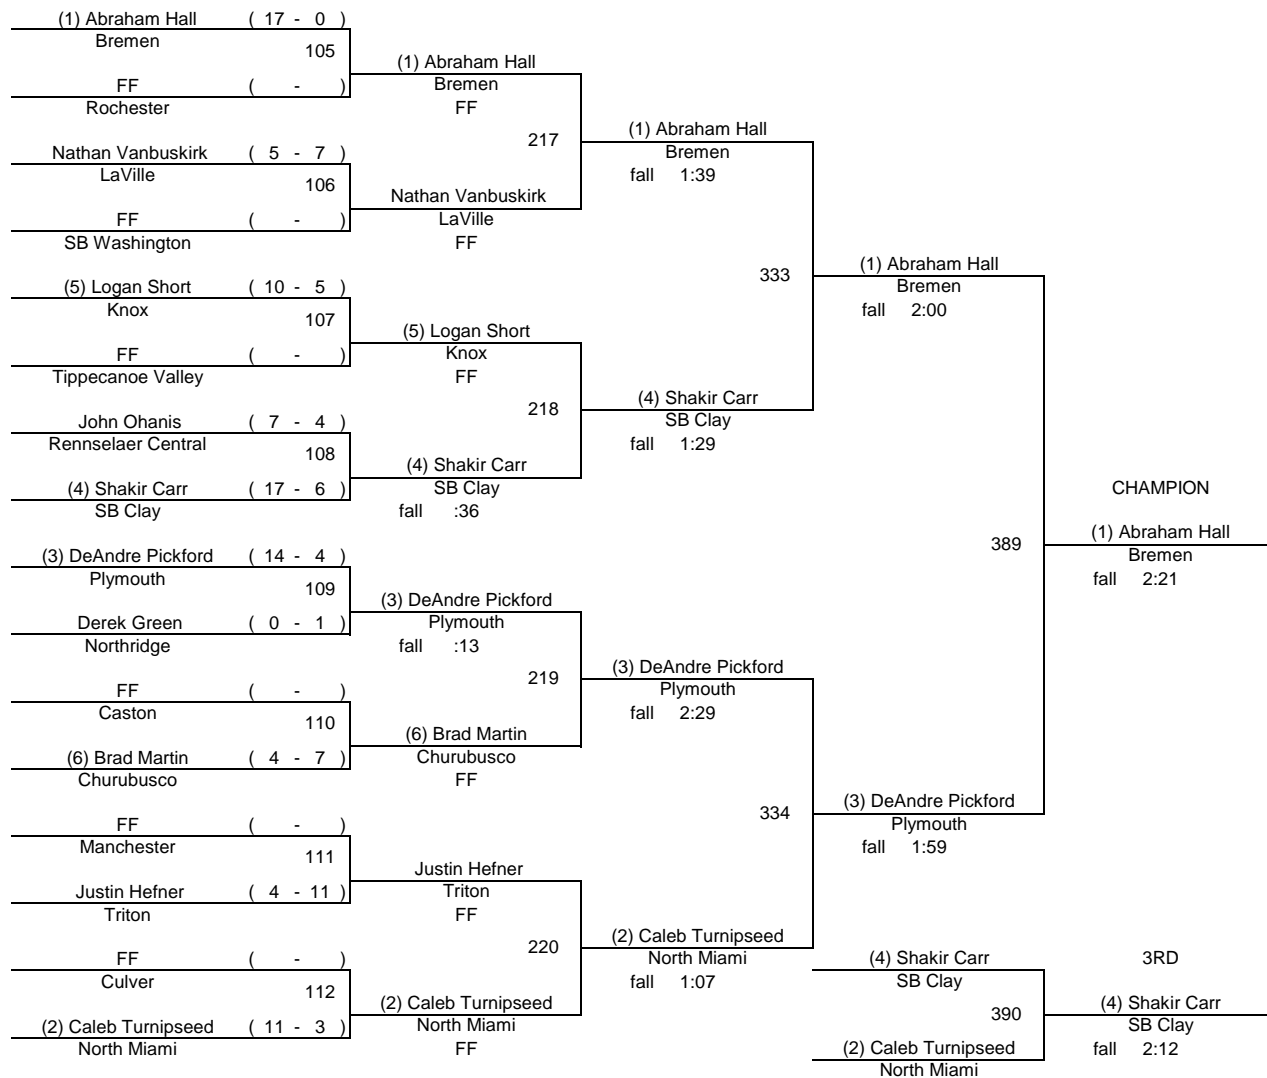 (1) Abraham Hall ( 17 - 0 )
Bremen
105
FF ( - )
Rochester
Nathan Vanbuskirk ( 5 - 7 )
LaVille
106
FF ( - )
SB Washington
(5) Logan Short ( 10 - 5 )
Knox
107
FF ( - )
Tippecanoe Valley
John Ohanis ( 7 - 4 )
Rennselaer Central
108
(4) Shakir Carr ( 17 - 6 )
SB Clay
(3) DeAndre Pickford ( 14 - 4 )
Plymouth
109
Derek Green ( 0 - 1 )
Northridge
FF ( - )
Caston
110
(6) Brad Martin ( 4 - 7 )
Churubusco
FF ( - )
Manchester
111
Justin Hefner ( 4 - 11 )
Triton
FF ( - )
Culver
112
(2) Caleb Turnipseed ( 11 - 3 )
North Miami
(1) Abraham Hall
Bremen
FF
217
Nathan Vanbuskirk
LaVille
FF
(5) Logan Short
Knox
FF
218
(4) Shakir Carr
SB Clay
fall :36
(3) DeAndre Pickford
Plymouth
fall :13
219
(6) Brad Martin
Churubusco
FF
Justin Hefner
Triton
FF
220
(2) Caleb Turnipseed
North Miami
FF
(1) Abraham Hall
Bremen
fall 1:39
333
(4) Shakir Carr
SB Clay
fall 1:29
(3) DeAndre Pickford
Plymouth
fall 2:29
334
(2) Caleb Turnipseed
North Miami
fall 1:07
(1) Abraham Hall
Bremen
fall 2:00
389
(3) DeAndre Pickford
Plymouth
fall 1:59
CHAMPION
(1) Abraham Hall
Bremen
fall 2:21
(4) Shakir Carr
SB Clay
390
(2) Caleb Turnipseed
North Miami
3RD
(4) Shakir Carr
SB Clay
fall 2:12